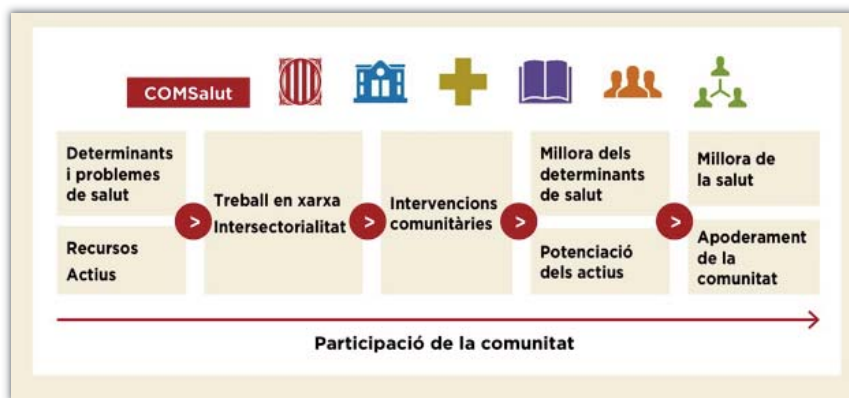 COMSalut
Determinants
i problemes
de salut
Recursos
Actius
Treball en xarxa
Intersectorialitat
Intervencions
comunitàries
Millora dels
determinants
de salut
Potenciació
dels actius
Millora de
la salut
Apoderament
de la
comunitat
Participació de la comunitat